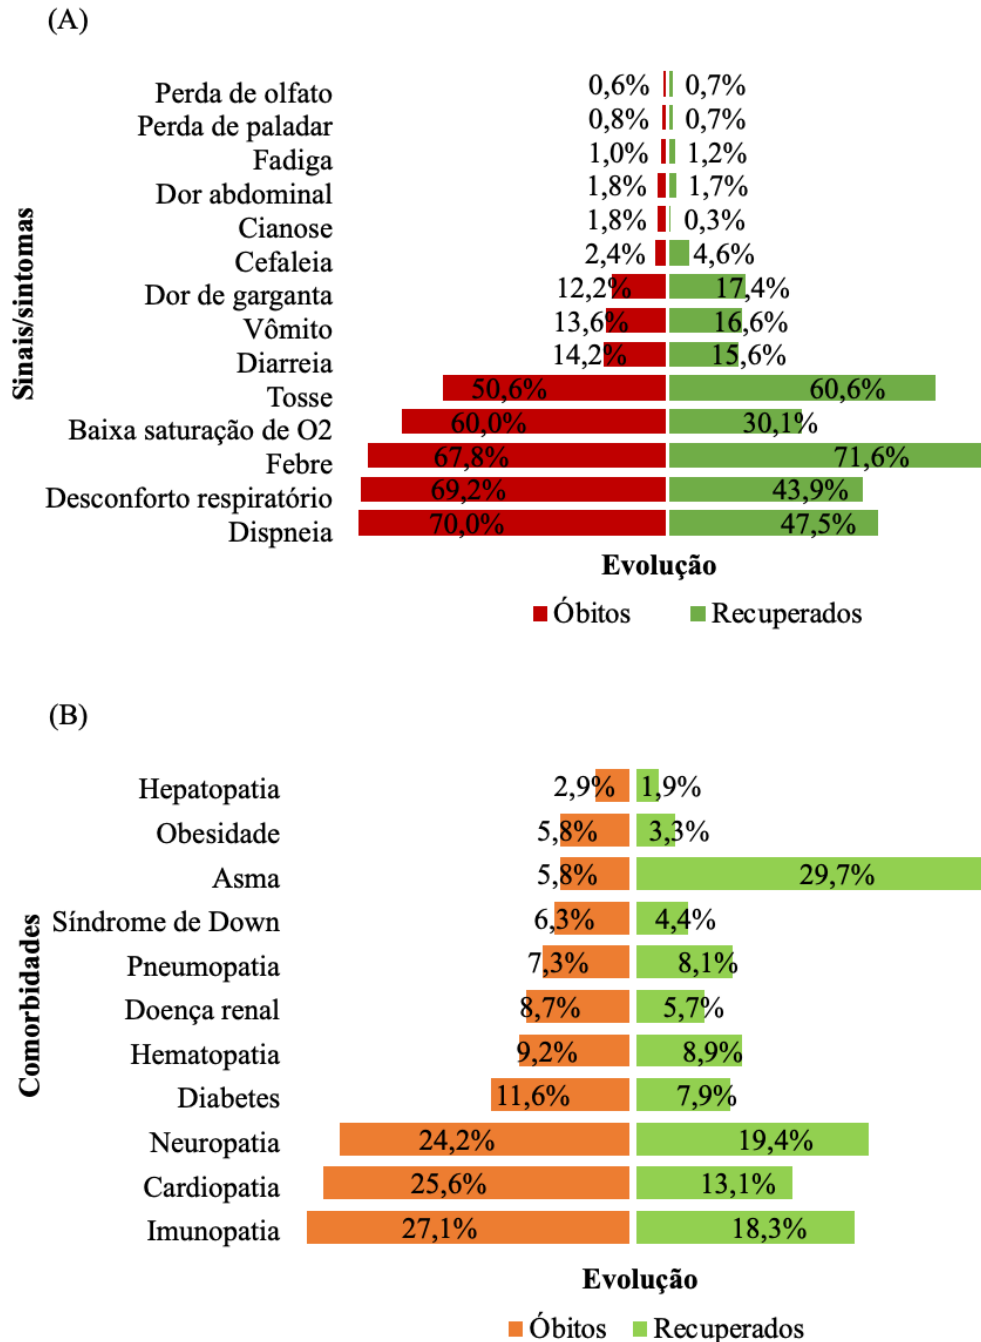 (A)
Sinais/sintomas
Perda de olfato 0,6% 0,7%
Perda de paladar 0,8% 0,7%
Fadiga 1,0% 1,2%
Dor abdominal 1,8% 1,7%
Cianose 1,8% 0,3%
Cefaleia 2,4% 4,6%
Dor de garganta 12,2% 17,4%
Vômito 13,6% 16,6%
Diarreia 14,2% 15,6%
Tosse 50,6% 60,6%
Baixa saturação de O2 60,0% 30,1%
Febre 67,8% 71,6%
Desconforto respiratório 69,2% 43,9%
Dispneia 70,0% 47,5%
Evolução
Óbitos Recuperados
(B)
Comorbidades
Hepatopatia 2,9% 1,9%
Obesidade 5,8% 3,3%
Asma 5,8% 29,7%
Síndrome de Down 6,3% 4,4%
Pneumopatia 7,3% 8,1%
Doença renal 8,7% 5,7%
Hematopatia 9,2% 8,9%
Diabetes 11,6% 7,9%
Neuropatia 24,2% 19,4%
Cardiopatia 25,6% 13,1%
Imunopatia 27,1% 18,3%
Evolução
Óbitos Recuperados